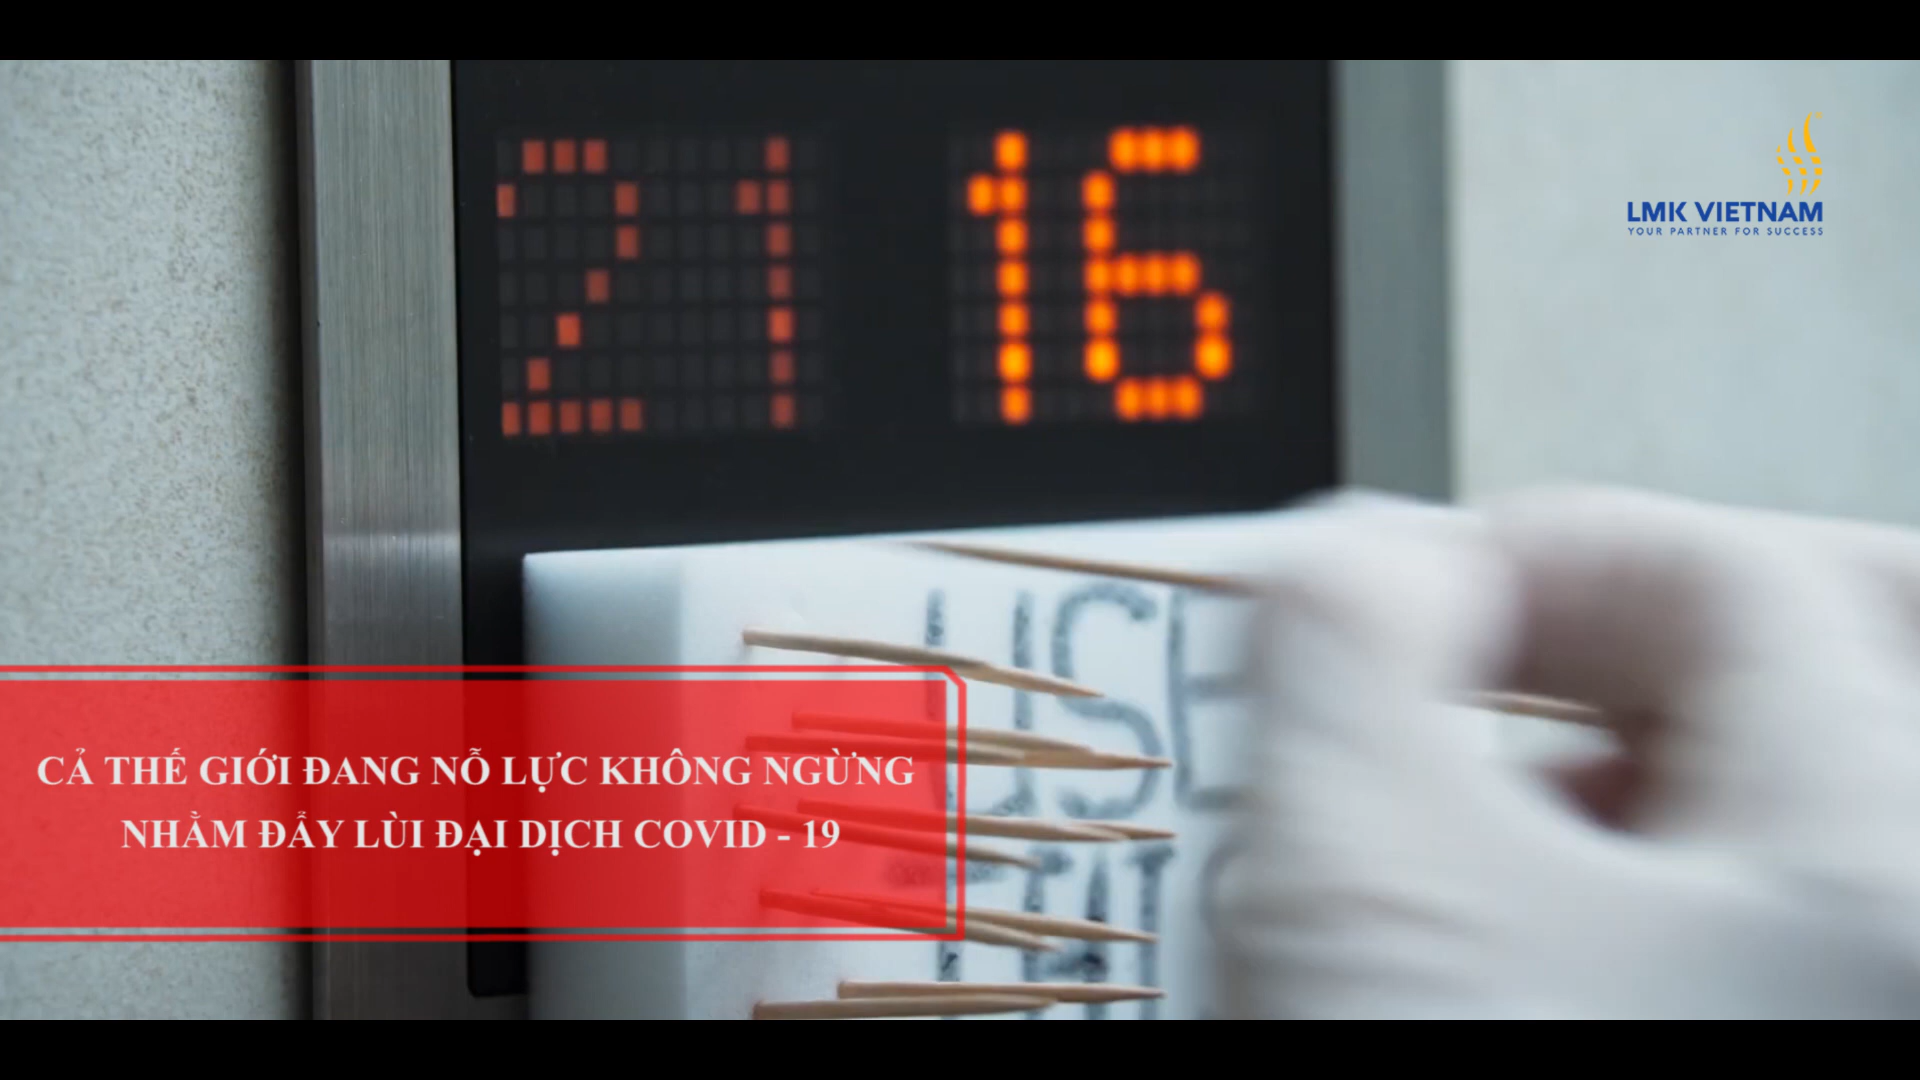 21 16
LMK VIETNAM
YOUR PARTNER FOR SUCCESS
USE
CẢ THẾ GIỚI ĐANG NỖ LỰC KHÔNG NGỪNG
NHẰM ĐẨY LÙI ĐẠI DỊCH COVID - 19